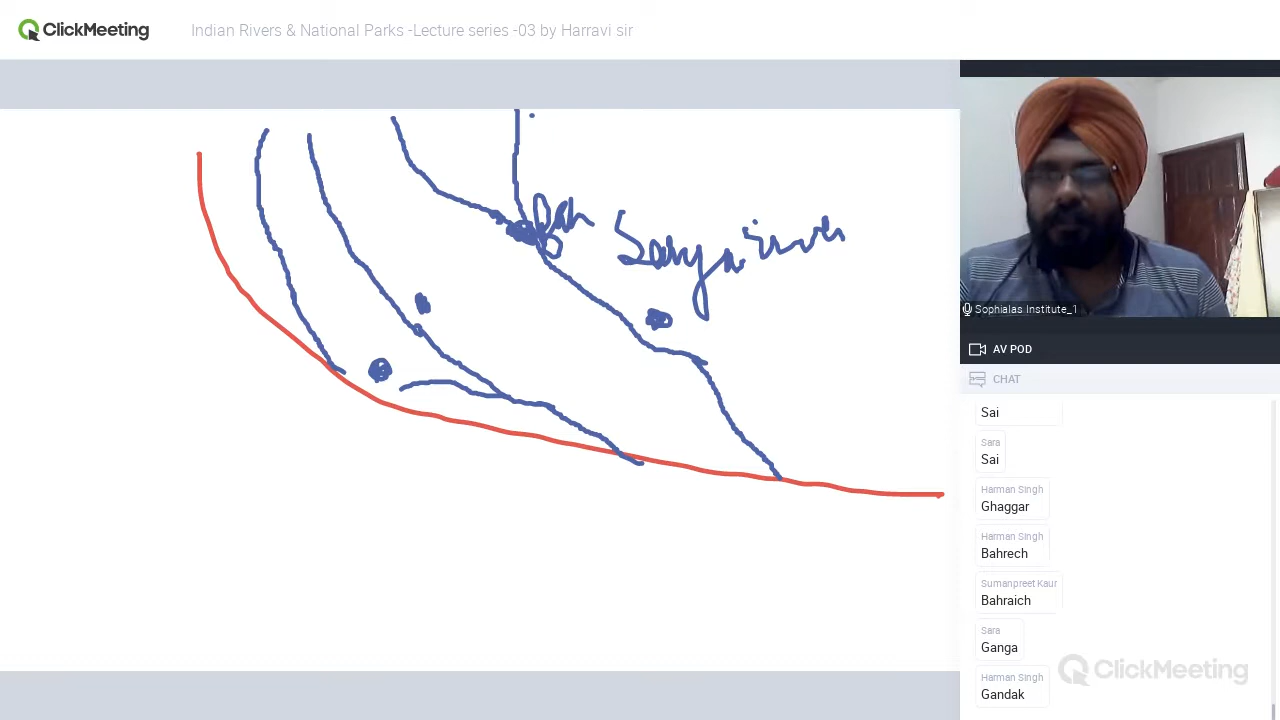 ClickMeeting
Indian Rivers & National Parks -Lecture series -03 by Harravi sir
Sarya river
Sophialas Institute_1
AV POD
CHAT
Sai
Sara
Sai
Harman Singh
Ghaggar
Harman Singh
Bahrech
Sumanpreet Kaur
Bahraich
Sara
Ganga
Harman Singh
Gandak
ClickMeeting